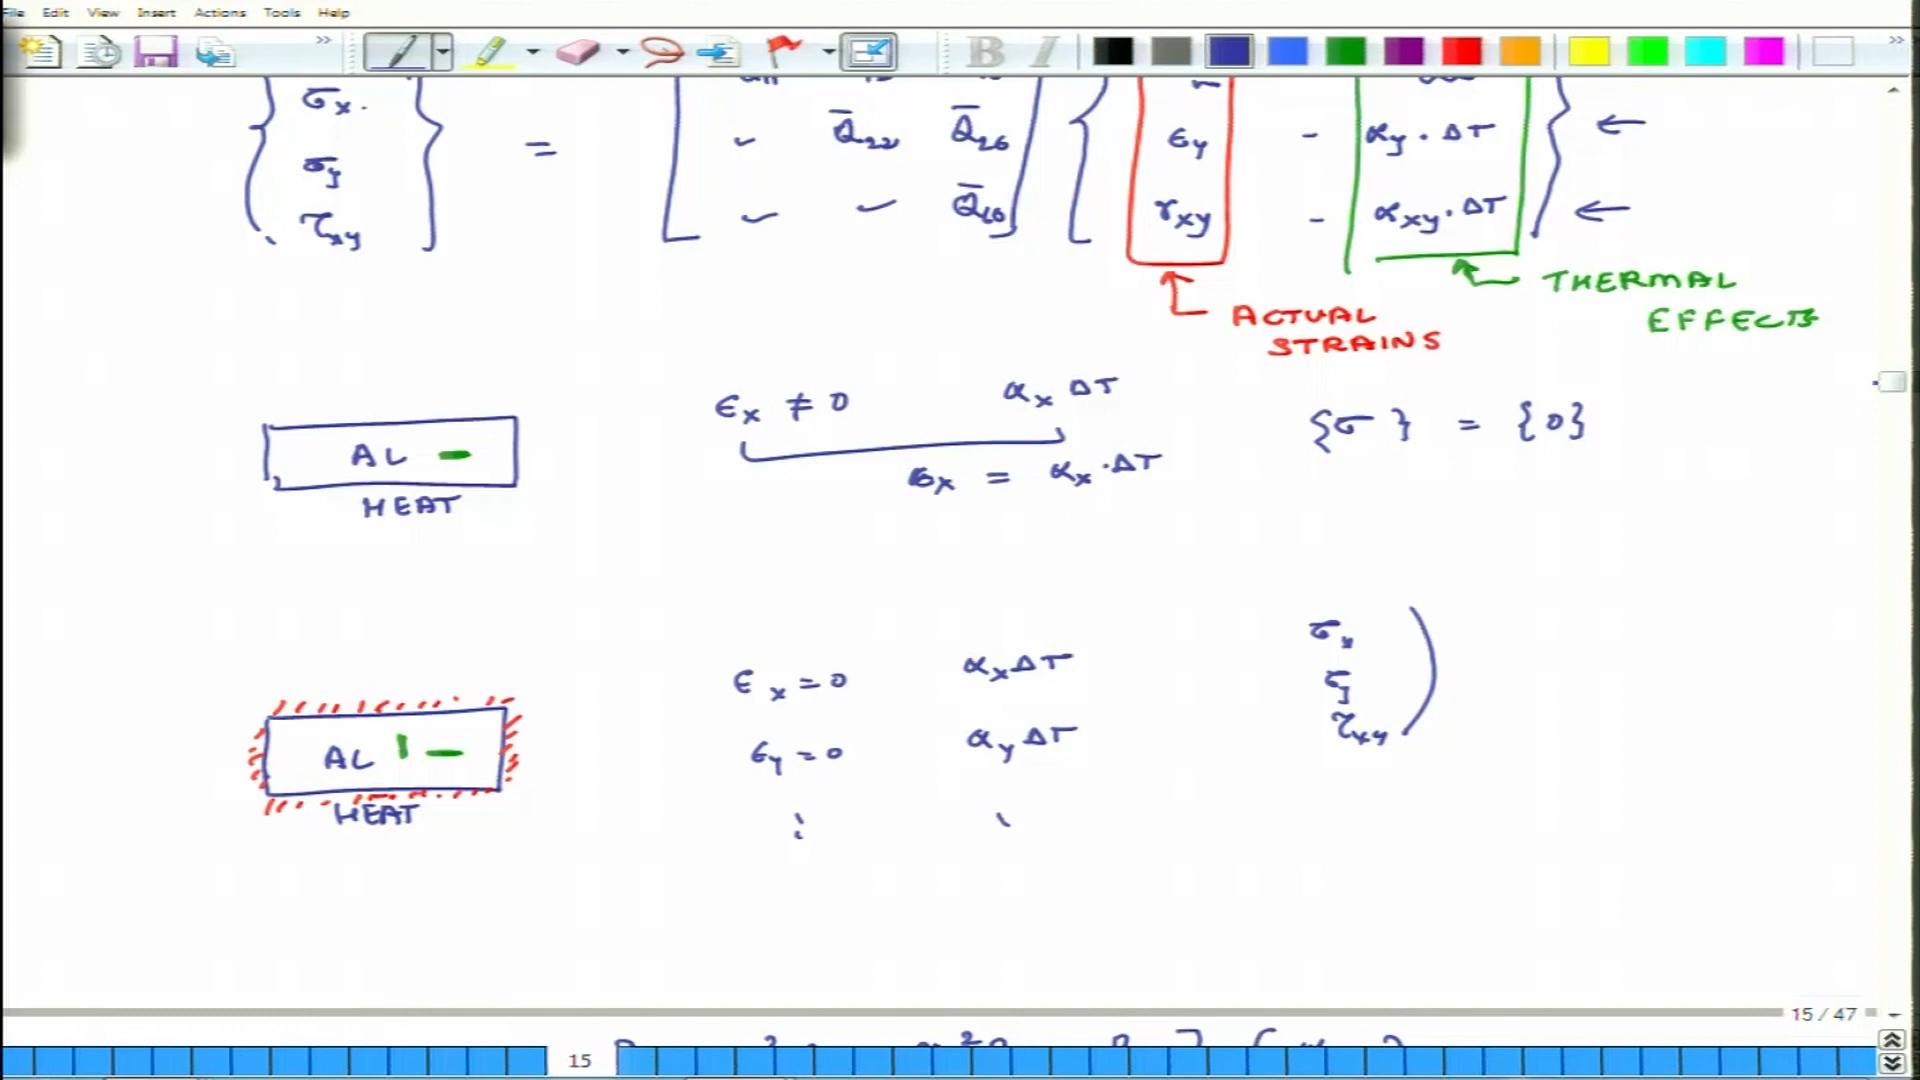 File Edit View Insert Actions Tools Help
B I
σx.
σy
τxy
=
✓ Q̄22 Q̄26
✓ ✓ Q̄66
εy - αy · ΔT ←
γxy - αxy · ΔT ←
THERMAL
EFFECTS
ACTUAL
STRAINS
εx ≠ 0 αx ΔT {σ} = {0}
AL
εx = αx · ΔT
HEAT
σx
εx = 0 αx ΔT
σy
τxy
εy = 0 αy ΔT
AL
HEAT
15 / 47
15